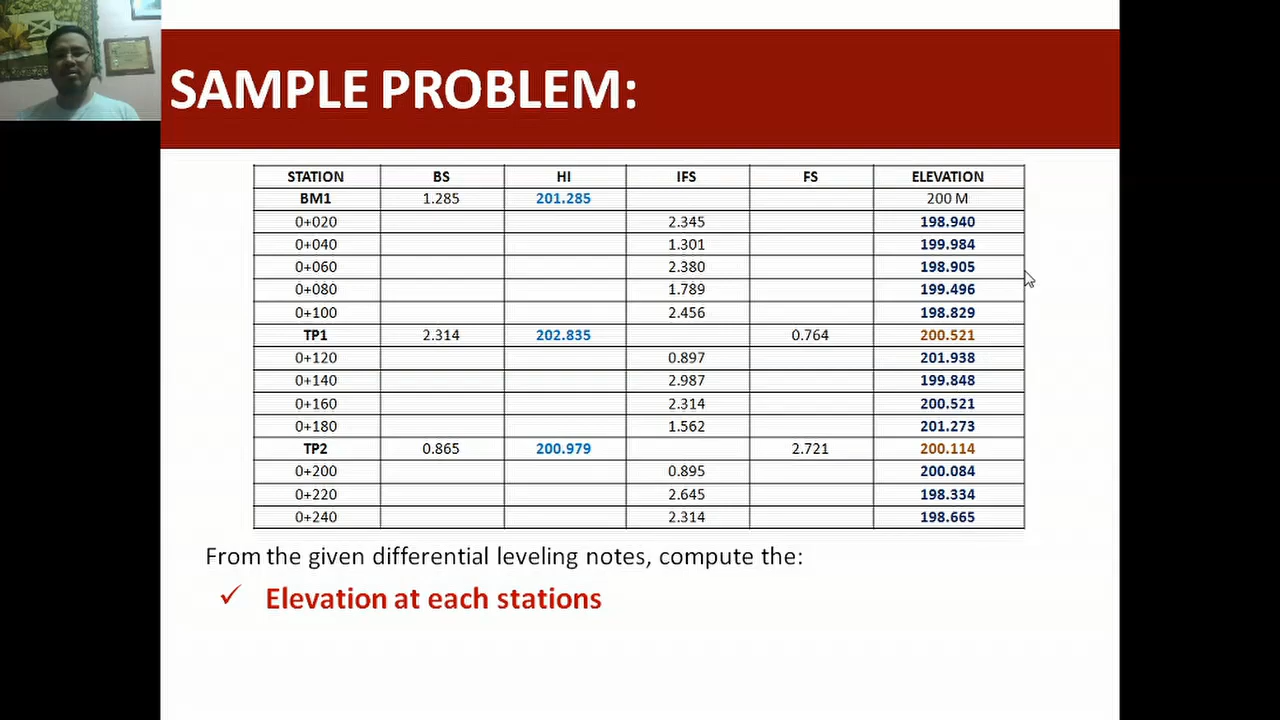 SAMPLE PROBLEM:
STATION BS HI IFS FS ELEVATION
BM1 1.285 201.285 200 M
0+020 2.345 198.940
0+040 1.301 199.984
0+060 2.380 198.905
0+080 1.789 199.496
0+100 2.456 198.829
TP1 2.314 202.835 0.764 200.521
0+120 0.897 201.938
0+140 2.987 199.848
0+160 2.314 200.521
0+180 1.562 201.273
TP2 0.865 200.979 2.721 200.114
0+200 0.895 200.084
0+220 2.645 198.334
0+240 2.314 198.665
From the given differential leveling notes, compute the:
✓ Elevation at each stations